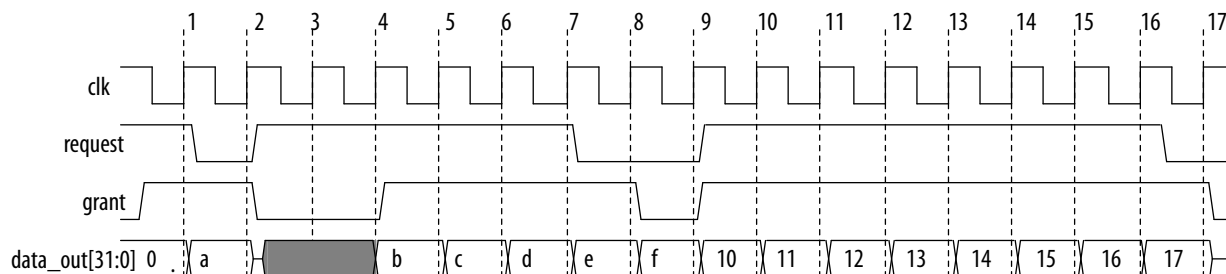 1 2 3 4 5 6 7 8 9 10 11 12 13 14 15 16 17
clk
request
grant
data_out[31:0] 0 . a b c d e f 10 11 12 13 14 15 16 17